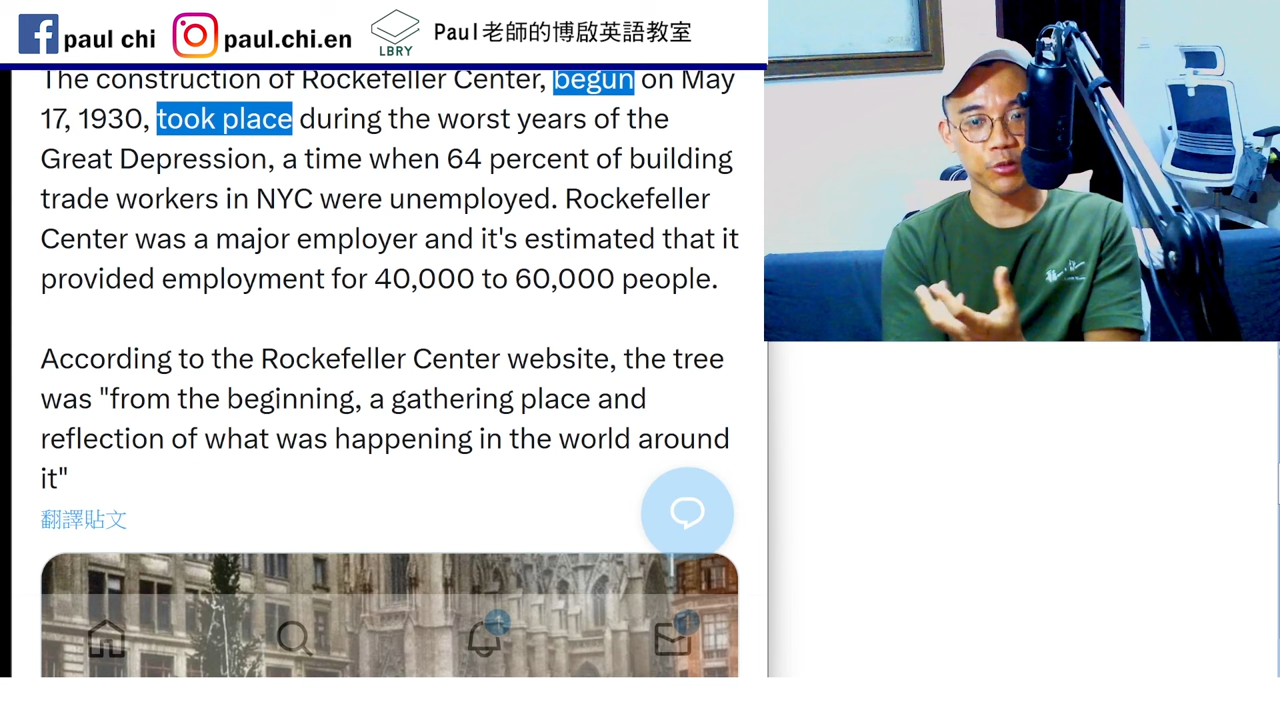 paul chi
paul.chi.en
LBRY
Paul老師的博啟英語教室
The construction of Rockefeller Center, begun on May
17, 1930, took place during the worst years of the
Great Depression, a time when 64 percent of building
trade workers in NYC were unemployed. Rockefeller
Center was a major employer and it's estimated that it
provided employment for 40,000 to 60,000 people.
According to the Rockefeller Center website, the tree
was "from the beginning, a gathering place and
reflection of what was happening in the world around
it"
翻譯貼文